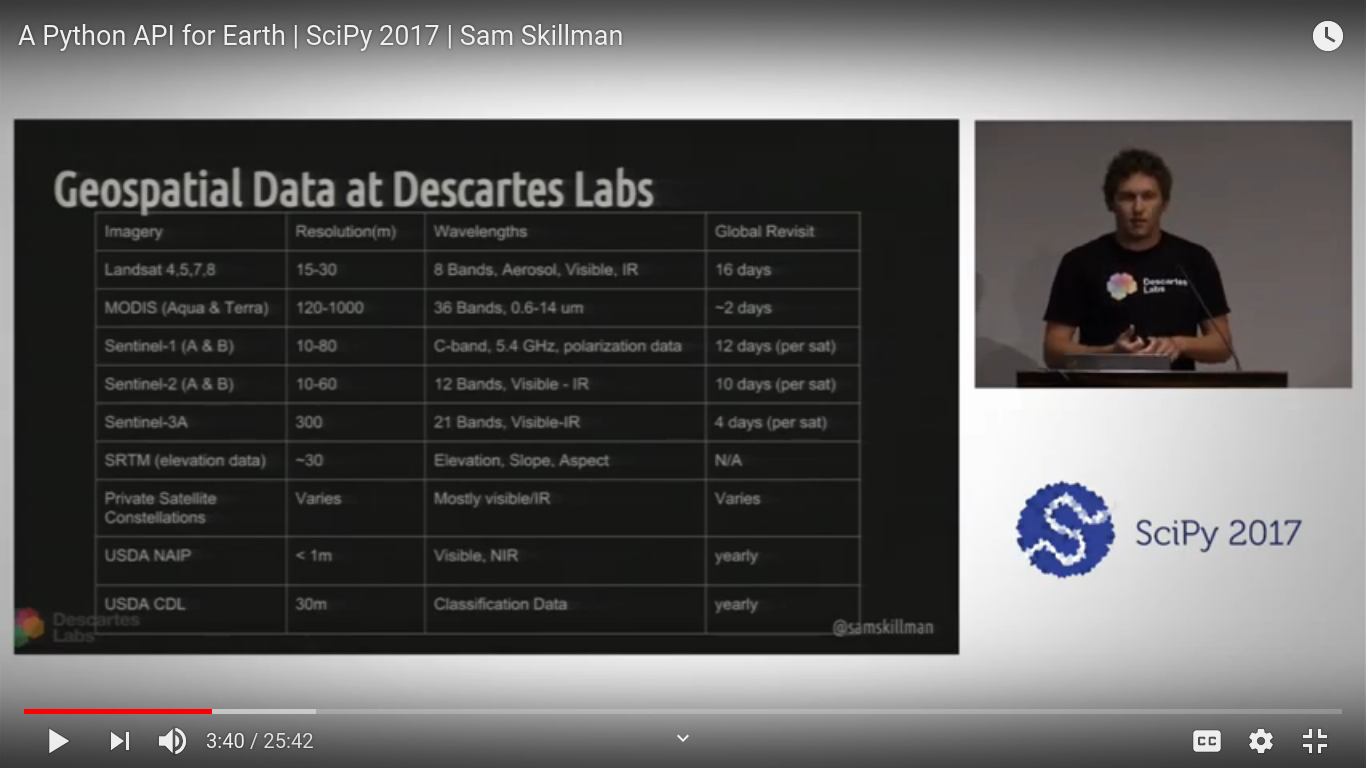 A Python API for Earth | SciPy 2017 | Sam Skillman
Geospatial Data at Descartes Labs
Imagery Resolution(m) Wavelengths Global Revisit
Landsat 4,5,7,8 15-30 8 Bands, Aerosol, Visible, IR 16 days
MODIS (Aqua & Terra) 120-1000 36 Bands, 0.6-14 um ~2 days
Sentinel-1 (A & B) 10-80 C-band, 5.4 GHz, polarization data 12 days (per sat)
Sentinel-2 (A & B) 10-60 12 Bands, Visible - IR 10 days (per sat)
Sentinel-3A 300 21 Bands, Visible-IR 4 days (per sat)
SRTM (elevation data) ~30 Elevation, Slope, Aspect N/A
Private Satellite Varies Mostly visible/IR Varies
Constellations
USDA NAIP < 1m Visible, NIR yearly
USDA CDL 30m Classification Data yearly
Descartes
Labs
@samskillman
Descartes
Labs
SciPy 2017
3:40 / 25:42
CC